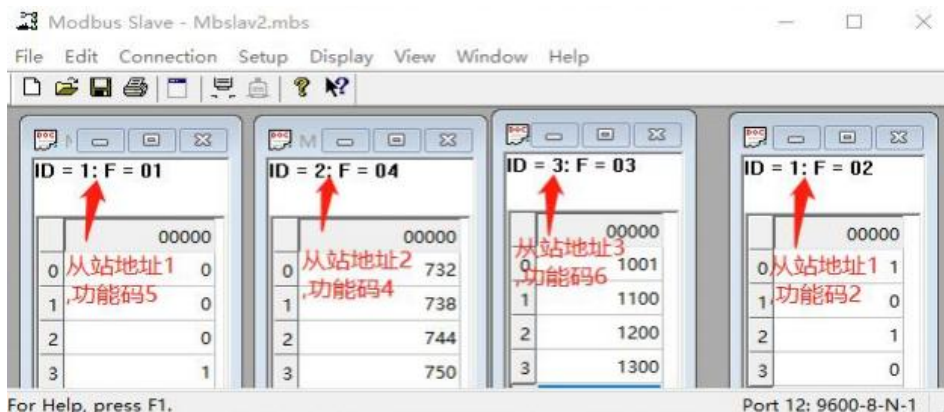 Modbus Slave - Mbslav2.mbs
File Edit Connection Setup Display View Window Help
ID = 1: F = 01
00000
0 0
1 0
2 0
3 1
从站地址1
,功能码5
ID = 2: F = 04
00000
0 732
1 738
2 744
3 750
从站地址2
,功能码4
ID = 3: F = 03
00000
0 1001
1 1100
2 1200
3 1300
从站地址3
,功能码6
ID = 1: F = 02
00000
0 1
1 0
2 1
3 0
从站地址1
,功能码2
For Help, press F1.
Port 12: 9600-8-N-1